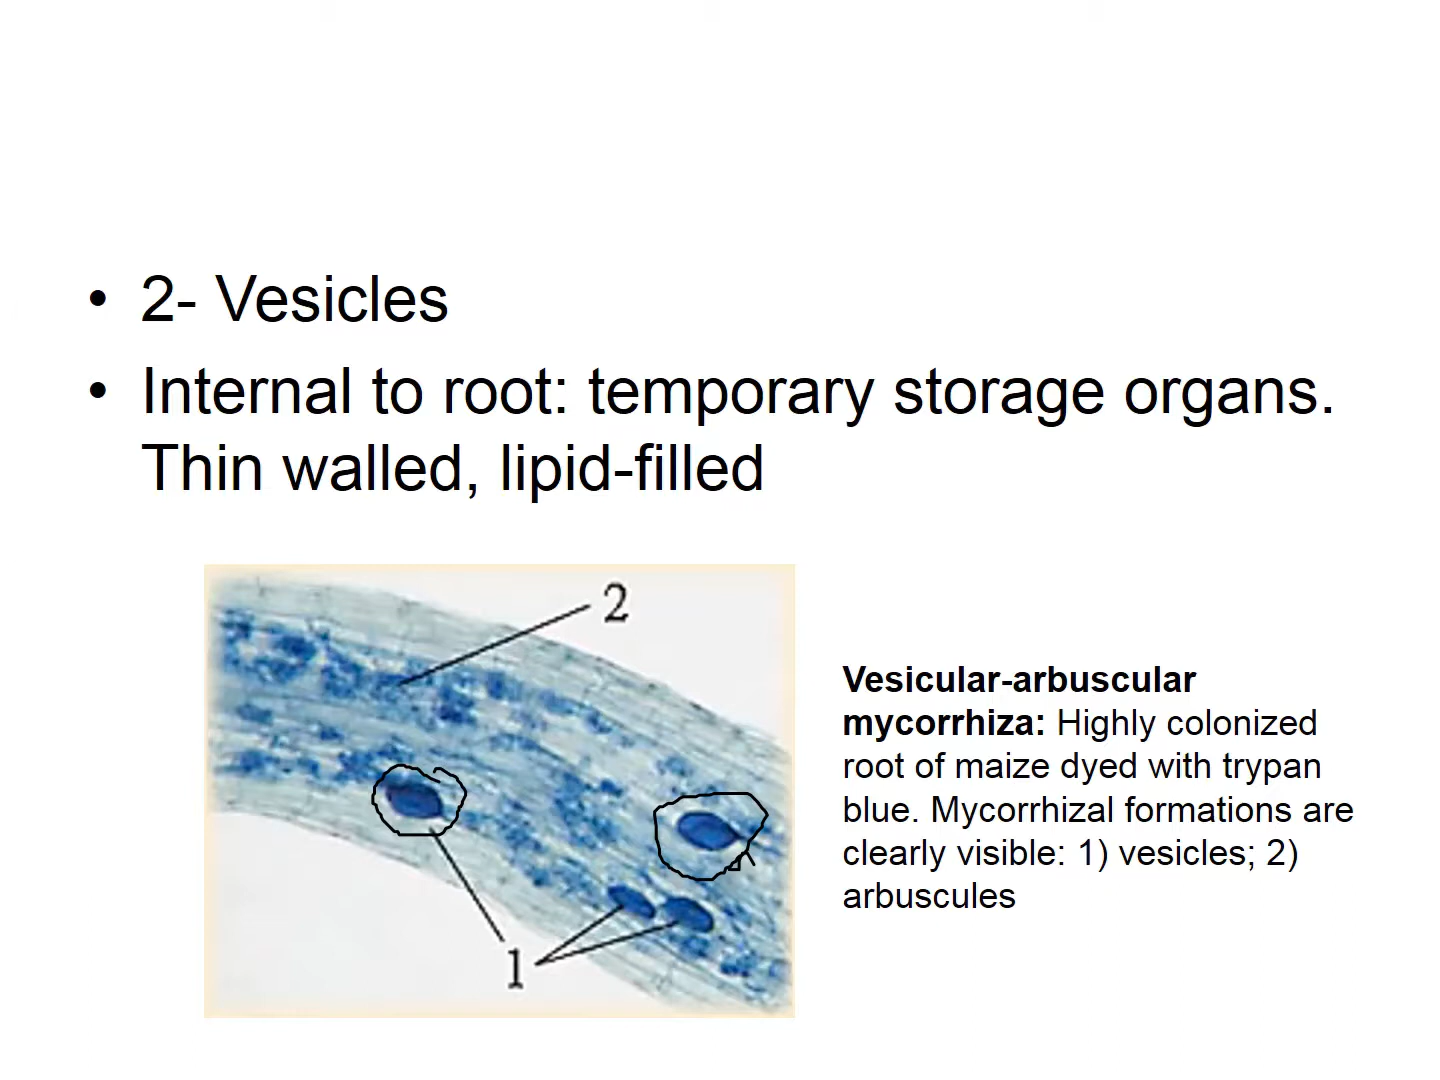 • 2- Vesicles
• Internal to root: temporary storage organs.
Thin walled, lipid-filled
2
1
Vesicular-arbuscular
mycorrhiza: Highly colonized
root of maize dyed with trypan
blue. Mycorrhizal formations are
clearly visible: 1) vesicles; 2)
arbuscules